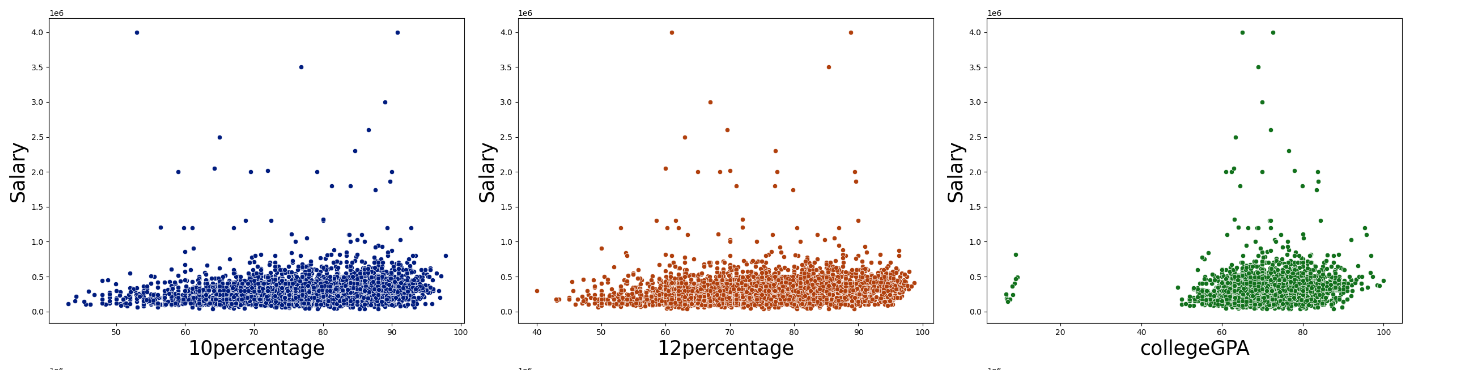 1e6 1e6 1e6
4.0 4.0 4.0
3.5 3.5 3.5
3.0 3.0 3.0
2.5 2.5 2.5
2.0 2.0 2.0
1.5 1.5 1.5
1.0 1.0 1.0
0.5 0.5 0.5
0.0 0.0 0.0
Salary Salary Salary
50 60 70 80 90 100 40 50 60 70 80 90 100 20 40 60 80 100
10percentage 12percentage collegeGPA